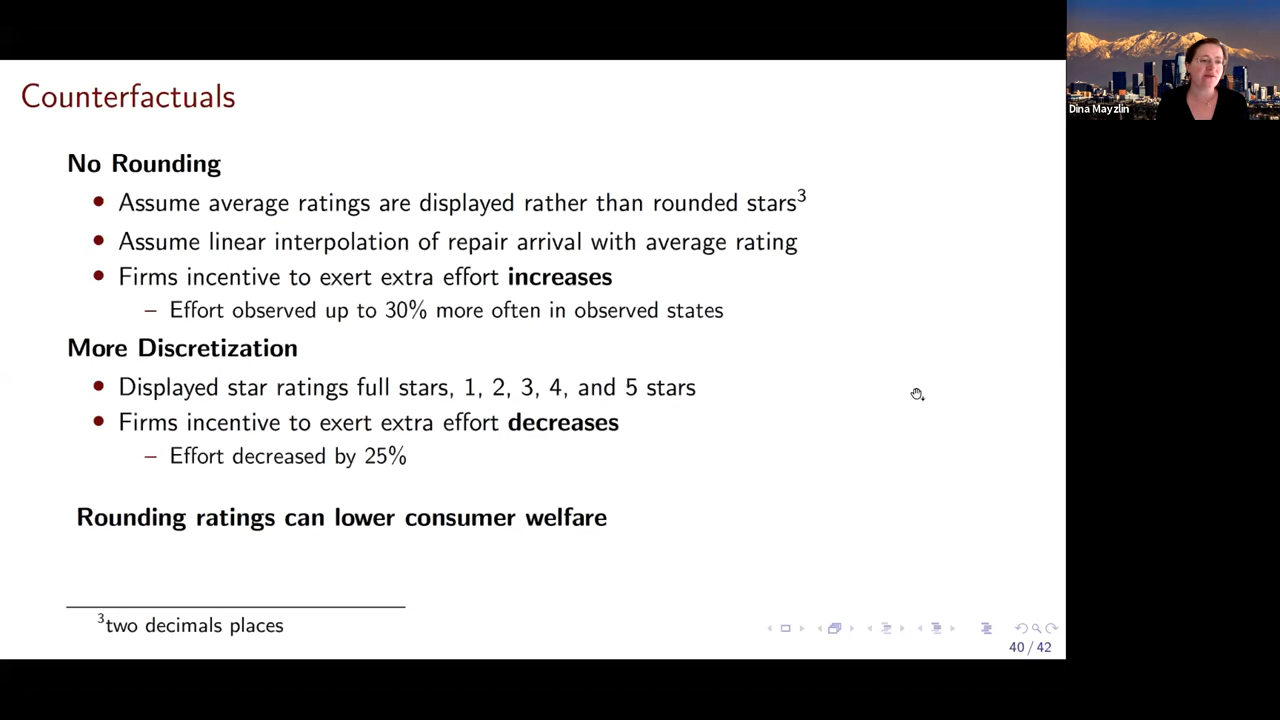 Counterfactuals
Dina Mayzlin
No Rounding
• Assume average ratings are displayed rather than rounded stars³
• Assume linear interpolation of repair arrival with average rating
• Firms incentive to exert extra effort increases
– Effort observed up to 30% more often in observed states
More Discretization
• Displayed star ratings full stars, 1, 2, 3, 4, and 5 stars
• Firms incentive to exert extra effort decreases
– Effort decreased by 25%
Rounding ratings can lower consumer welfare
³two decimals places
40 / 42